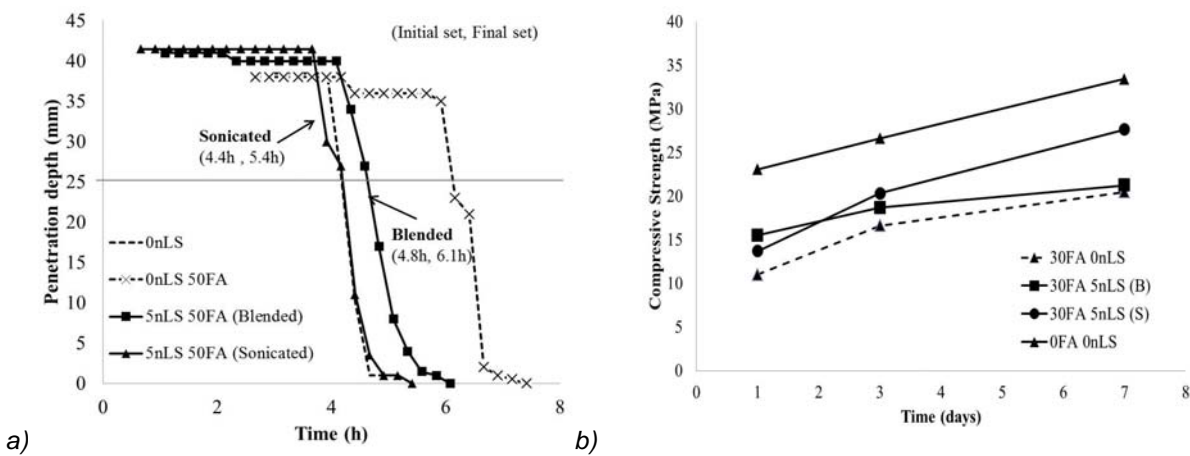 45
40
35
30
25
20
15
10
5
0
Penetration depth (mm)
(Initial set, Final set)
Sonicated
(4.4h , 5.4h)
Blended
(4.8h, 6.1h)
0nLS
0nLS 50FA
5nLS 50FA (Blended)
5nLS 50FA (Sonicated)
0 2 4 6 8
Time (h)
a)
40
35
30
25
20
15
10
5
0
Compressive Strength (MPa)
30FA 0nLS
30FA 5nLS (B)
30FA 5nLS (S)
0FA 0nLS
0 1 2 3 4 5 6 7 8
Time (days)
b)